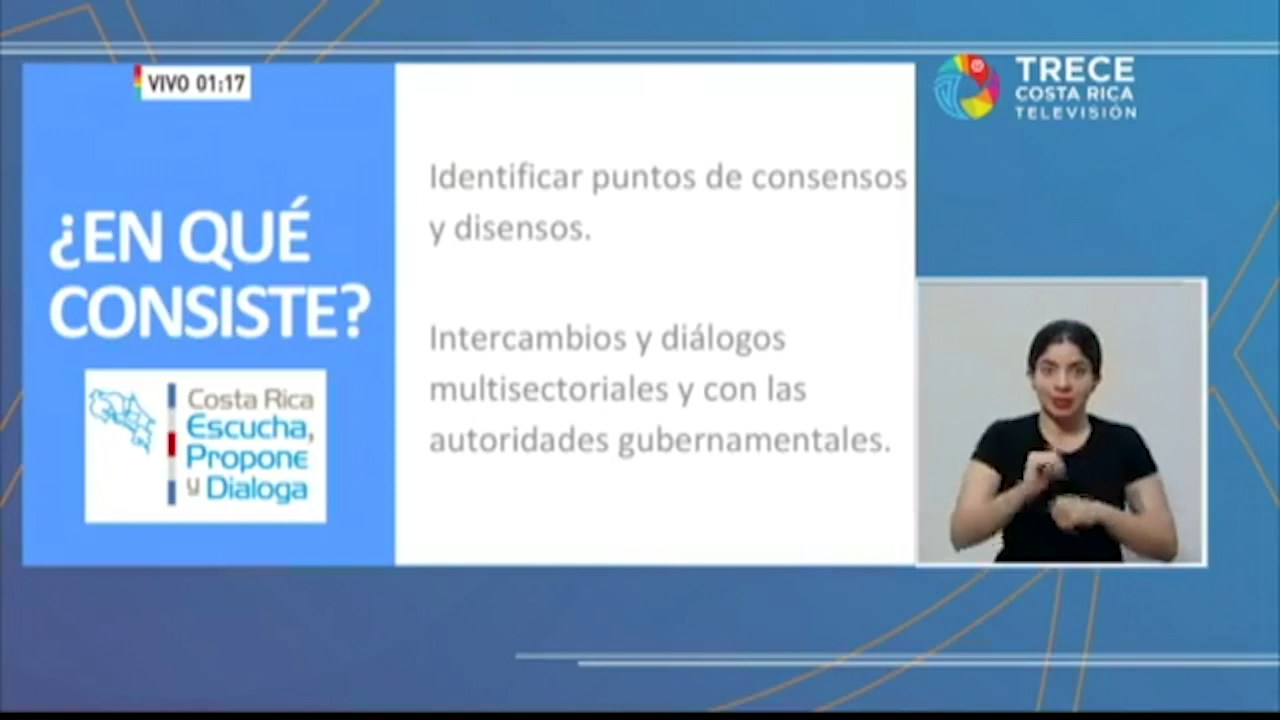 VIVO 01:17
TRECE
COSTA RICA
TELEVISIÓN
¿EN QUÉ
CONSISTE?
Costa Rica
Escucha,
Propone
y Dialoga
Identificar puntos de consensos
y disensos.
Intercambios y diálogos
multisectoriales y con las
autoridades gubernamentales.